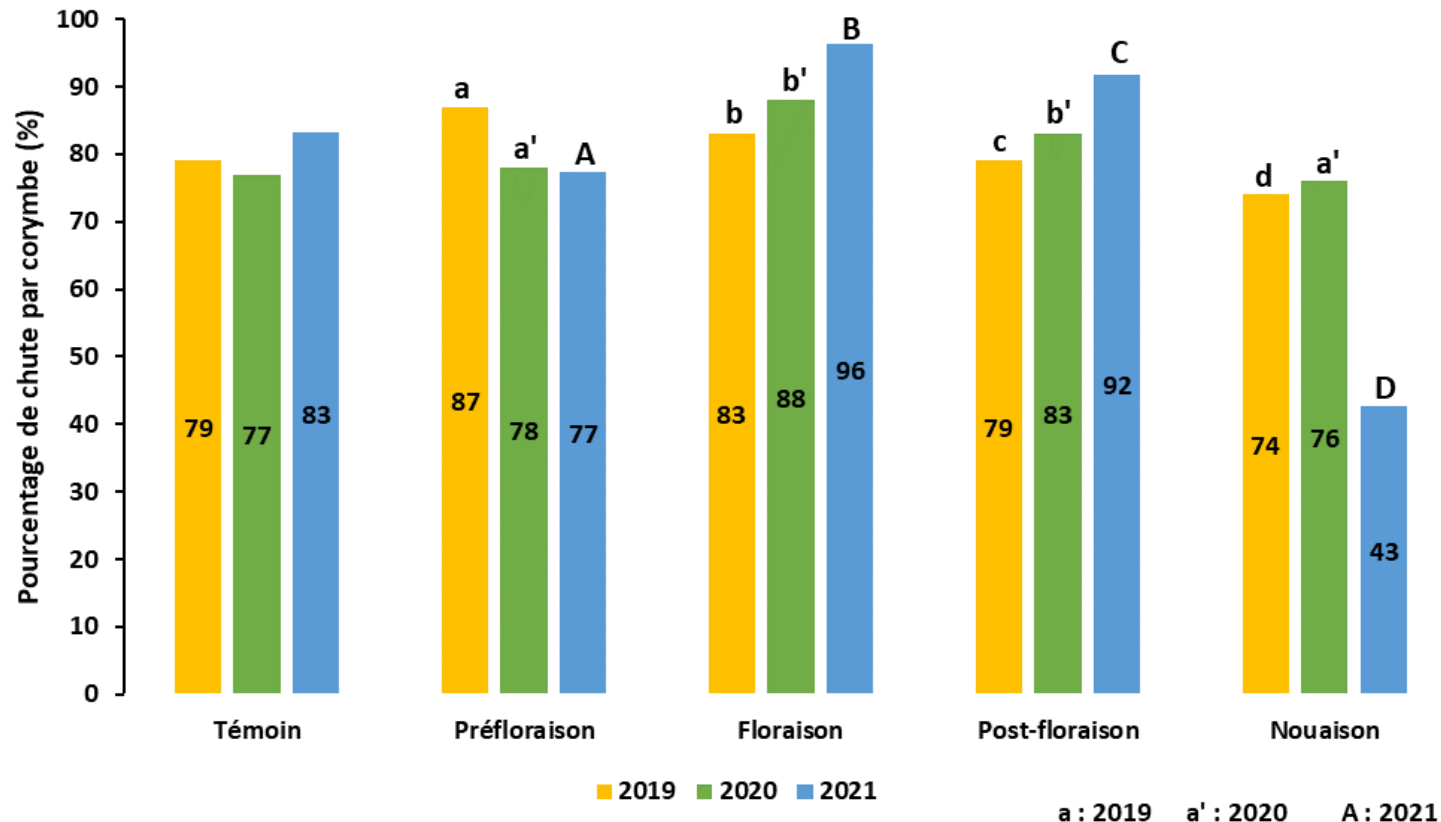 Pourcentage de chute par corymbe (%)
100
90
80
70
60
50
40
30
20
10
0
79
77
83
a
a'
A
87
78
77
b
b'
B
83
88
96
c
b'
C
79
83
92
d
a'
D
74
76
43
Témoin
Préfloraison
Floraison
Post-floraison
Nouaison
2019 2020 2021
a : 2019 a' : 2020 A : 2021